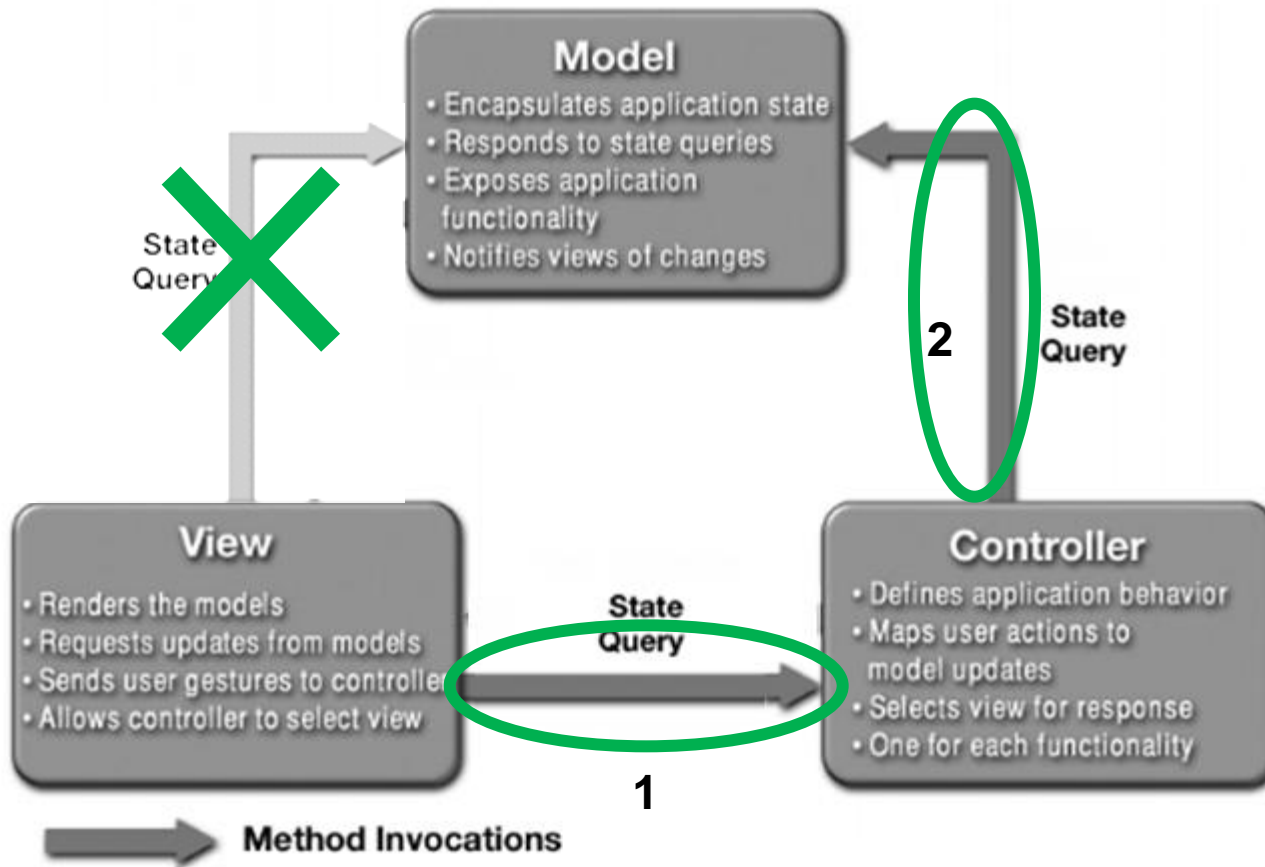 Model
• Encapsulates application state
• Responds to state queries
• Exposes application
functionality
• Notifies views of changes
State
Query
2
State
Query
View
• Renders the models
• Requests updates from models
• Sends user gestures to controller
• Allows controller to select view
State
Query
1
Controller
• Defines application behavior
• Maps user actions to
model updates
• Selects view for response
• One for each functionality
Method Invocations